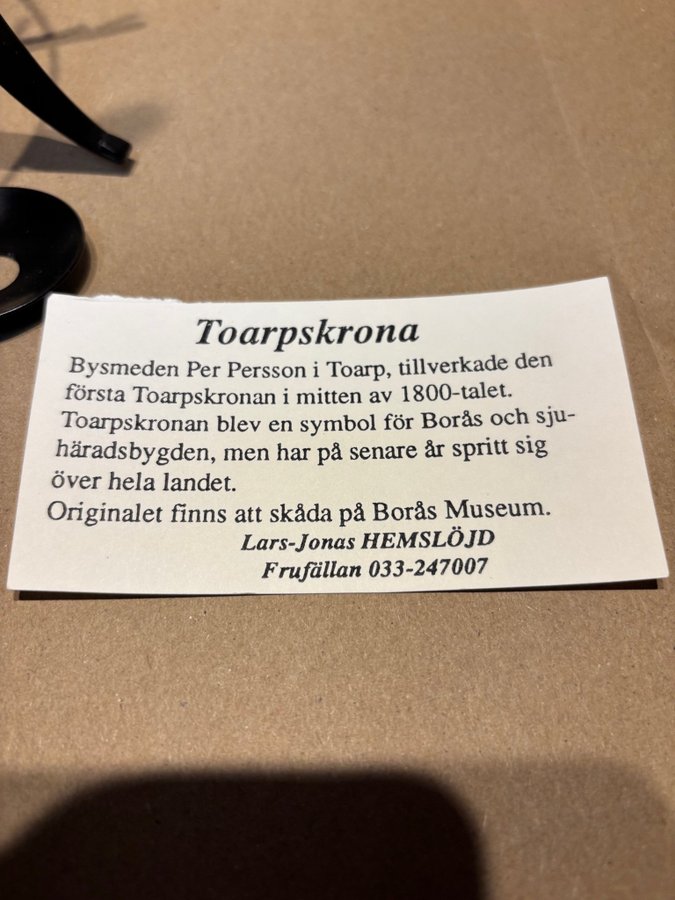 Toarpskrona
Bysmeden Per Persson i Toarp, tillverkade den
första Toarpskronan i mitten av 1800-talet.
Toarpskronan blev en symbol för Borås och sju-
häradsbygden, men har på senare år spritt sig
över hela landet.
Originalet finns att skåda på Borås Museum.
Lars-Jonas HEMSLÖJD
Frufällan 033-247007